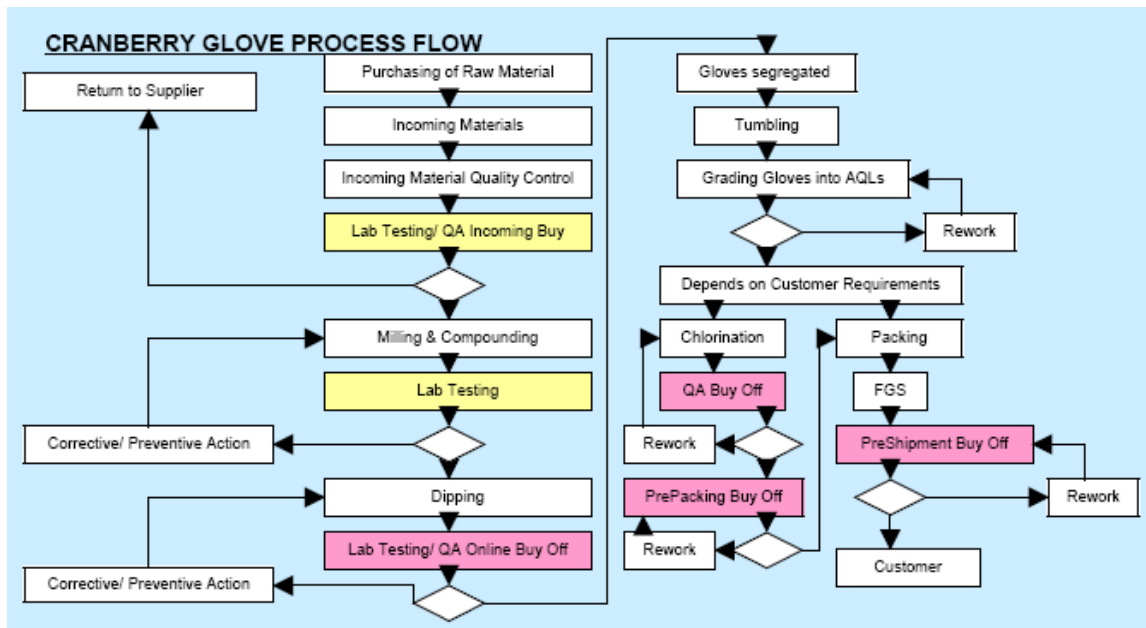 CRANBERRY GLOVE PROCESS FLOW
Purchasing of Raw Material
Return to Supplier
Incoming Materials
Incoming Material Quality Control
Lab Testing/ QA Incoming Buy
Milling & Compounding
Lab Testing
Corrective/ Preventive Action
Dipping
Lab Testing/ QA Online Buy Off
Corrective/ Preventive Action
Gloves segregated
Tumbling
Grading Gloves into AQLs
Rework
Depends on Customer Requirements
Chlorination
QA Buy Off
Rework
PrePacking Buy Off
Rework
Packing
FGS
PreShipment Buy Off
Rework
Customer